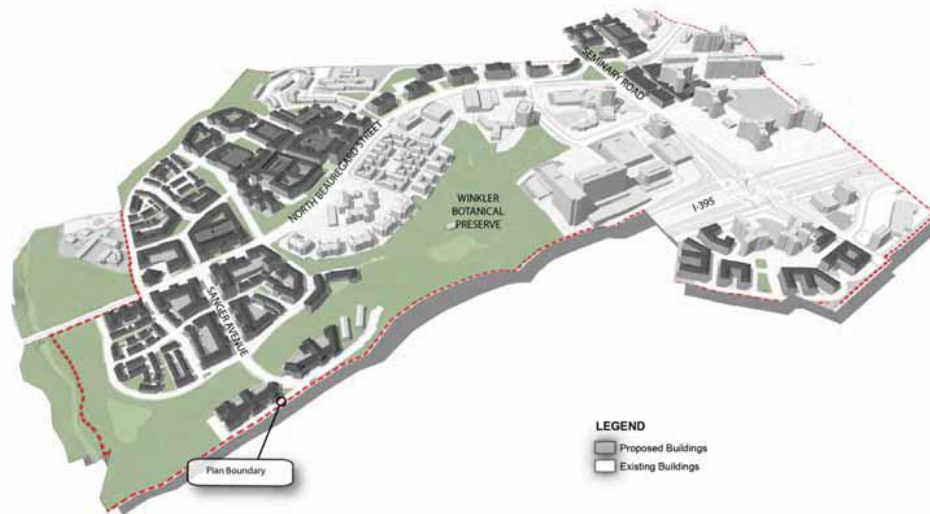 SEMINARY ROAD
NORTH BEAUREGARD STREET
WINKLER
BOTANICAL
PRESERVE
I-395
SANGER AVENUE
Plan Boundary
LEGEND
Proposed Buildings
Existing Buildings